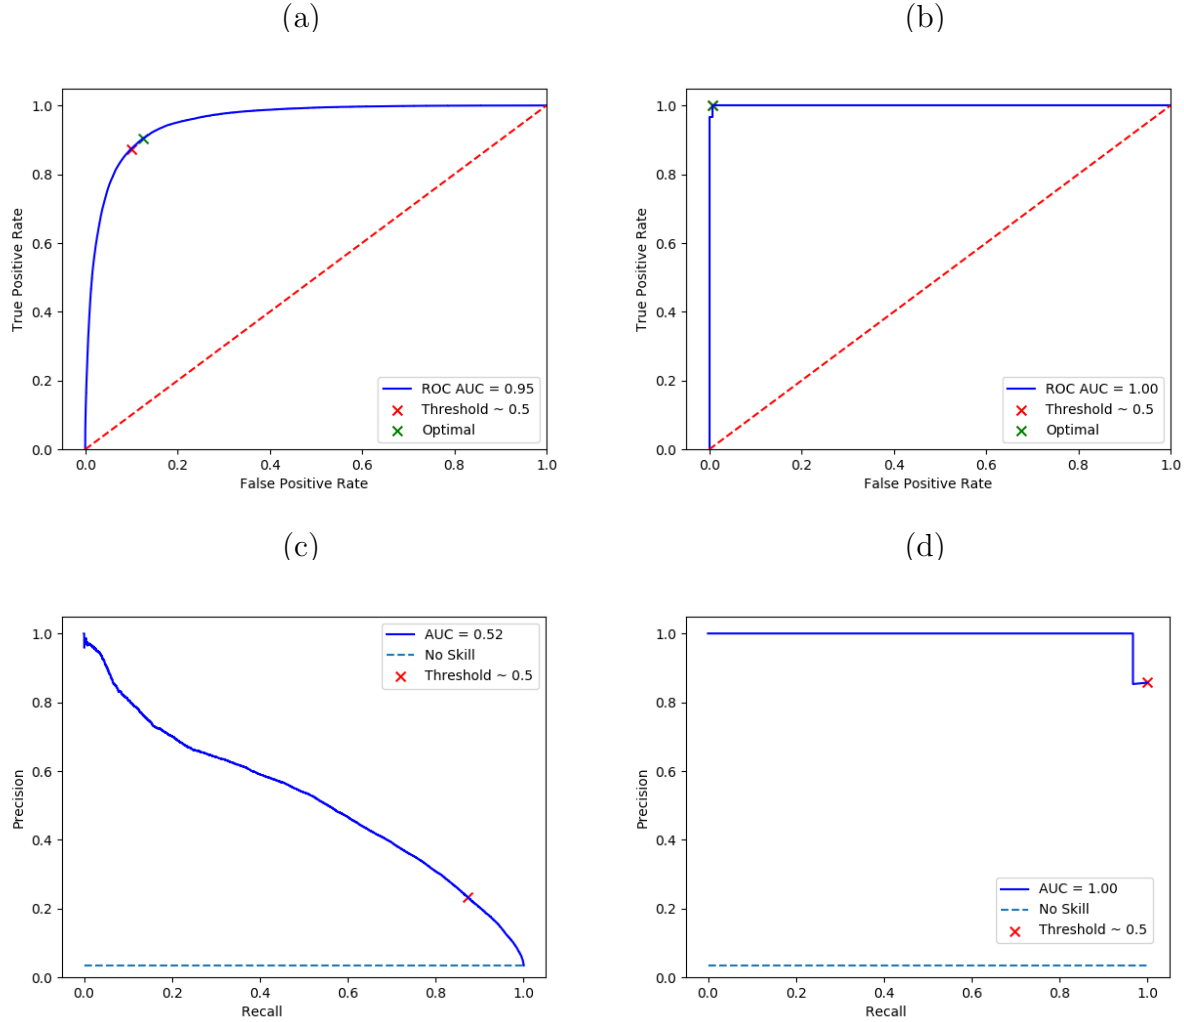 (a)
1.0
0.8
0.6
0.4
0.2
0.0
True Positive Rate
0.0 0.2 0.4 0.6 0.8 1.0
False Positive Rate
ROC AUC = 0.95
Threshold ~ 0.5
Optimal
(b)
1.0
0.8
0.6
0.4
0.2
0.0
True Positive Rate
0.0 0.2 0.4 0.6 0.8 1.0
False Positive Rate
ROC AUC = 1.00
Threshold ~ 0.5
Optimal
(c)
1.0
0.8
0.6
0.4
0.2
0.0
Precision
0.0 0.2 0.4 0.6 0.8 1.0
Recall
AUC = 0.52
No Skill
Threshold ~ 0.5
(d)
1.0
0.8
0.6
0.4
0.2
0.0
Precision
0.0 0.2 0.4 0.6 0.8 1.0
Recall
AUC = 1.00
No Skill
Threshold ~ 0.5